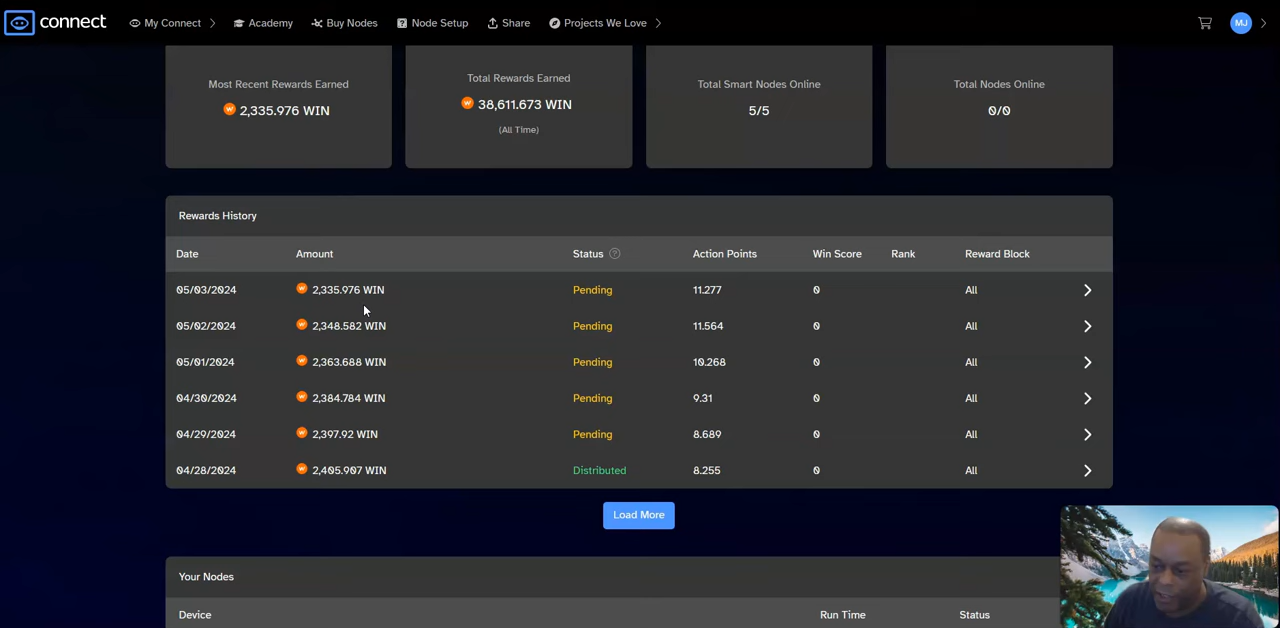 connect My Connect Academy Buy Nodes Node Setup Share Projects We Love MJ
Most Recent Rewards Earned
2,335.976 WIN
Total Rewards Earned
38,611.673 WIN
(All Time)
Total Smart Nodes Online
5/5
Total Nodes Online
0/0
Rewards History
Date Amount Status ? Action Points Win Score Rank Reward Block
05/03/2024 2,335.976 WIN Pending 11.277 0 All
05/02/2024 2,348.582 WIN Pending 11.564 0 All
05/01/2024 2,363.688 WIN Pending 10.268 0 All
04/30/2024 2,384.784 WIN Pending 9.31 0 All
04/29/2024 2,397.92 WIN Pending 8.689 0 All
04/28/2024 2,405.907 WIN Distributed 8.255 0 All
Load More
Your Nodes
Device Run Time Status